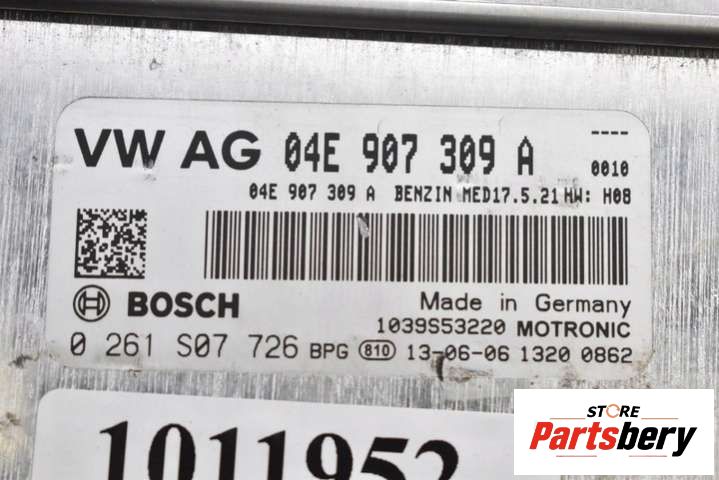 VW AG 04E 907 309 A
----
0010
04E 907 309 A BENZIN MED17.5.21 HW: H08
BOSCH
Made in Germany
1039S53220 MOTRONIC
0 261 S07 726 BPG 810 13-06-06 1320 0862
1011952
STORE
Partsbery